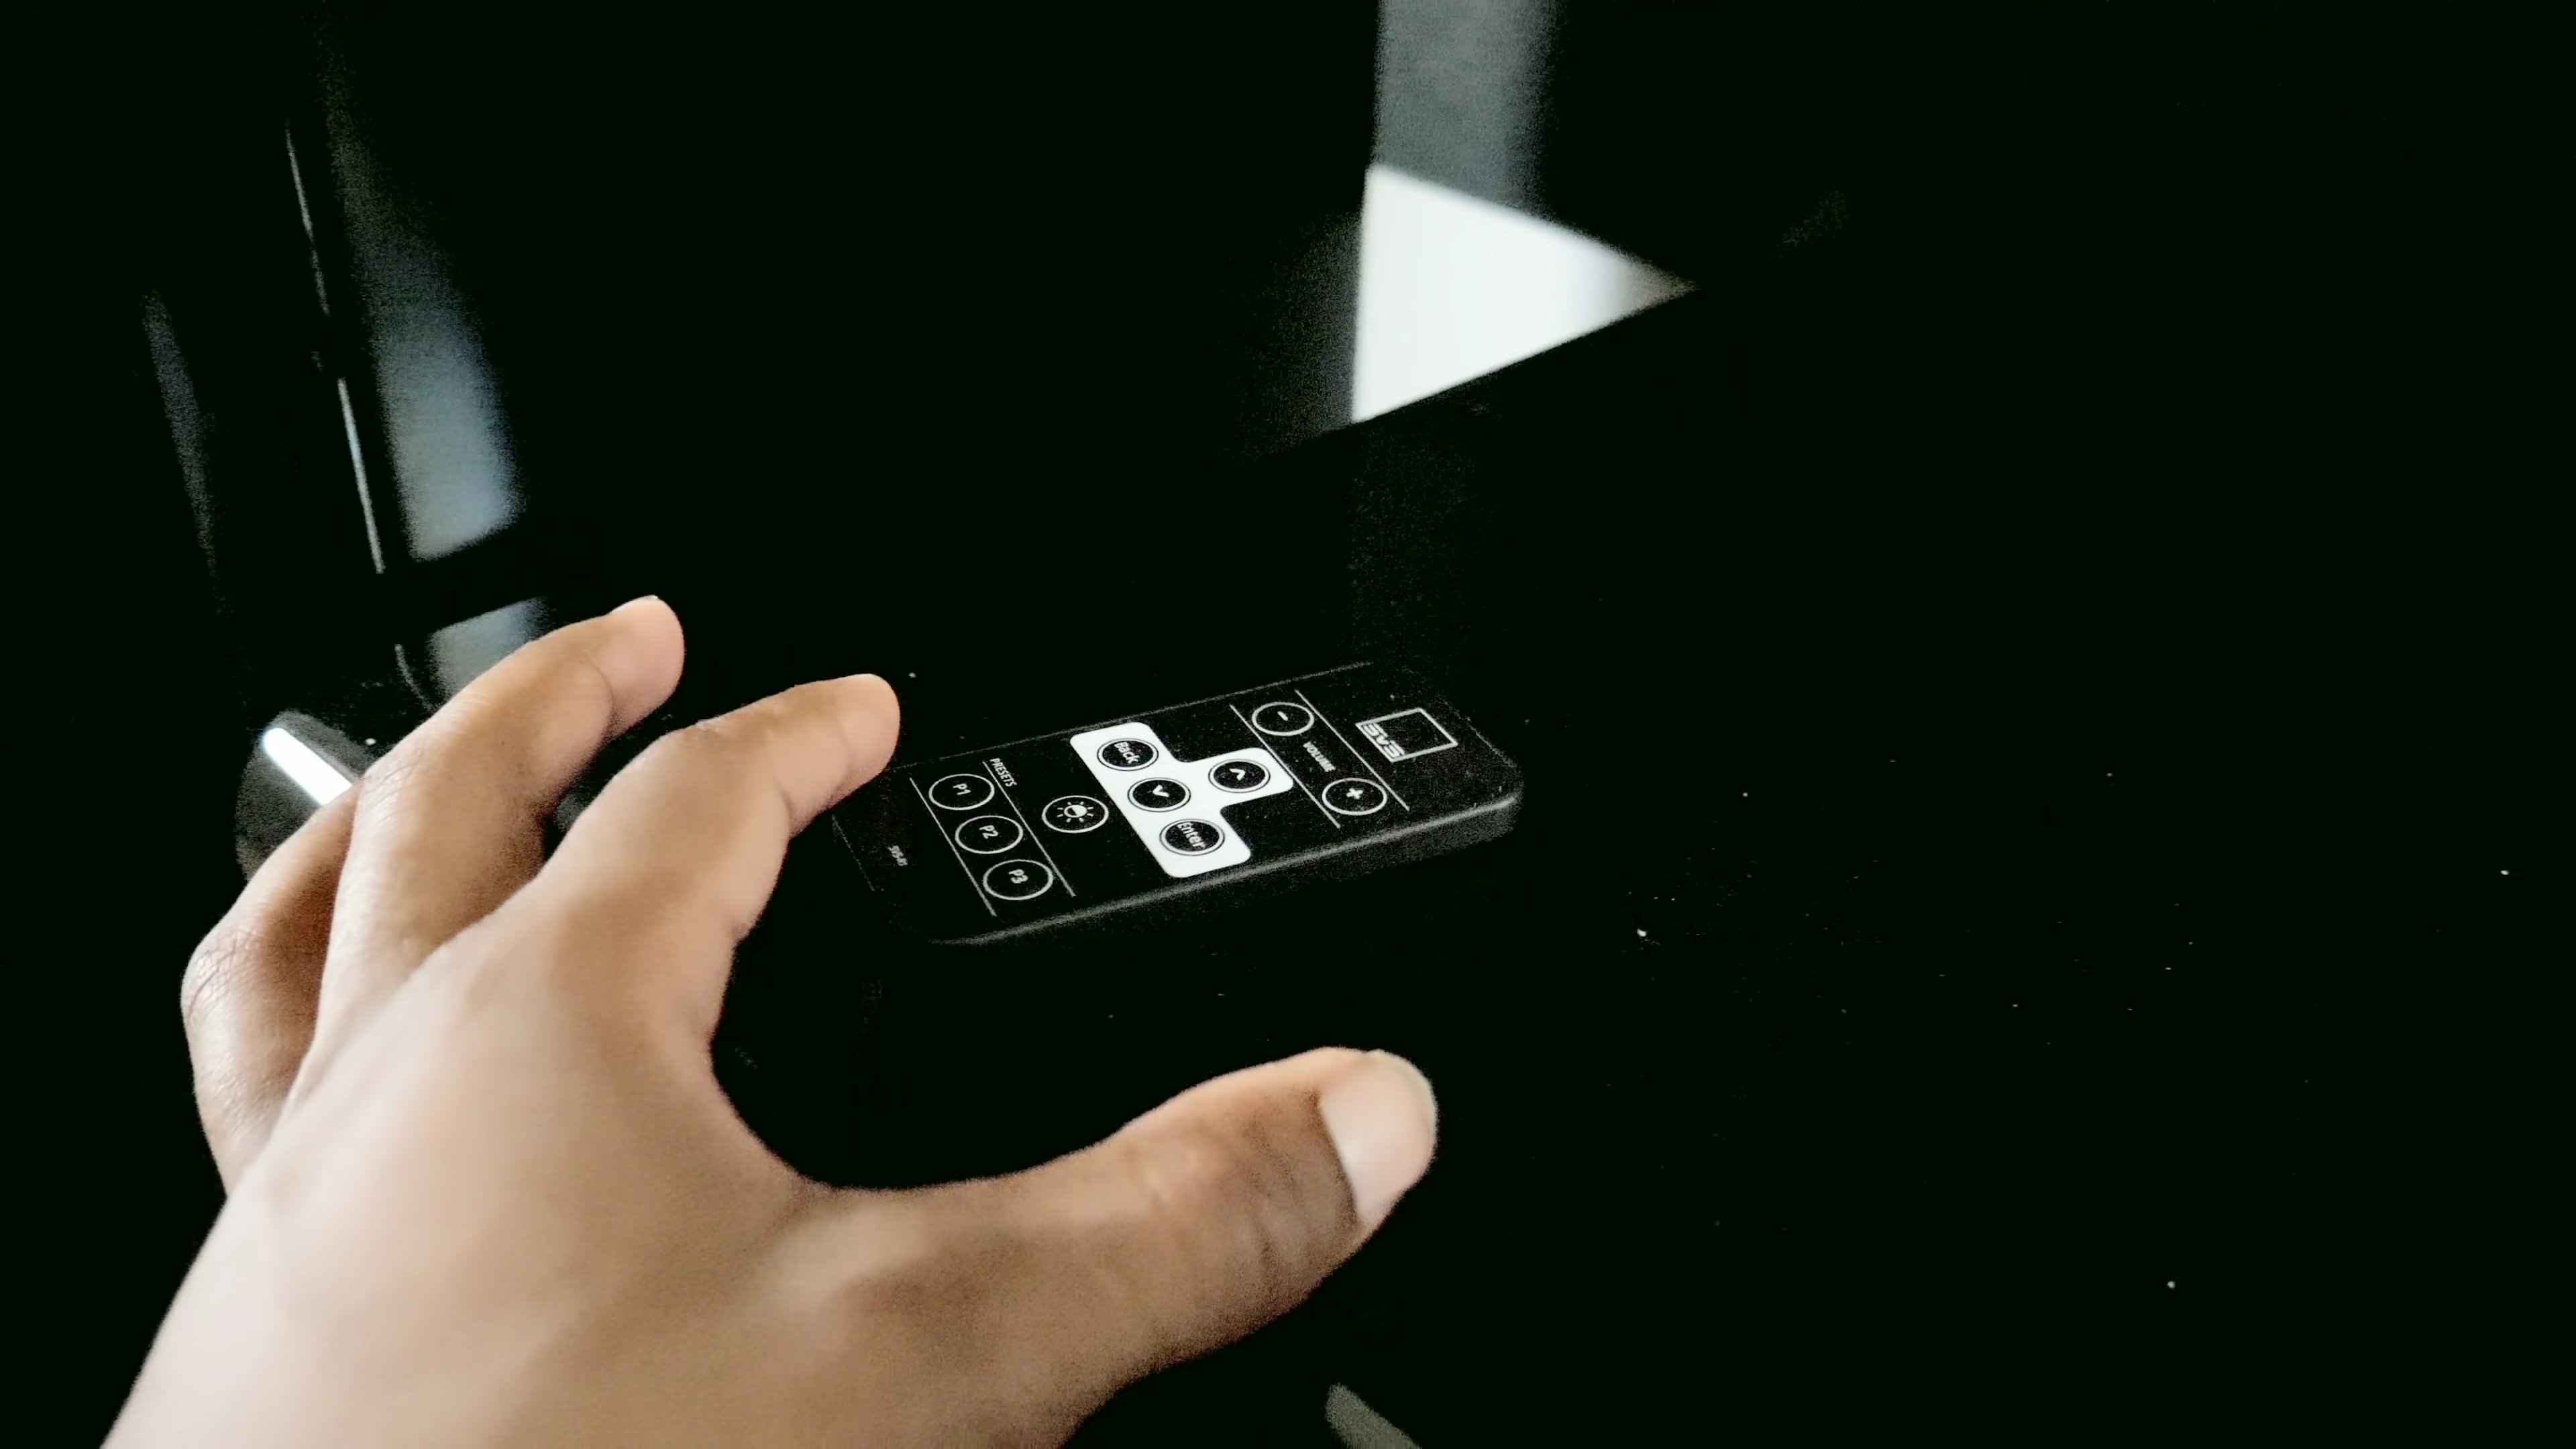 SVS
- VOLUME +
Back
Enter
PRESETS
P1 P2 P3